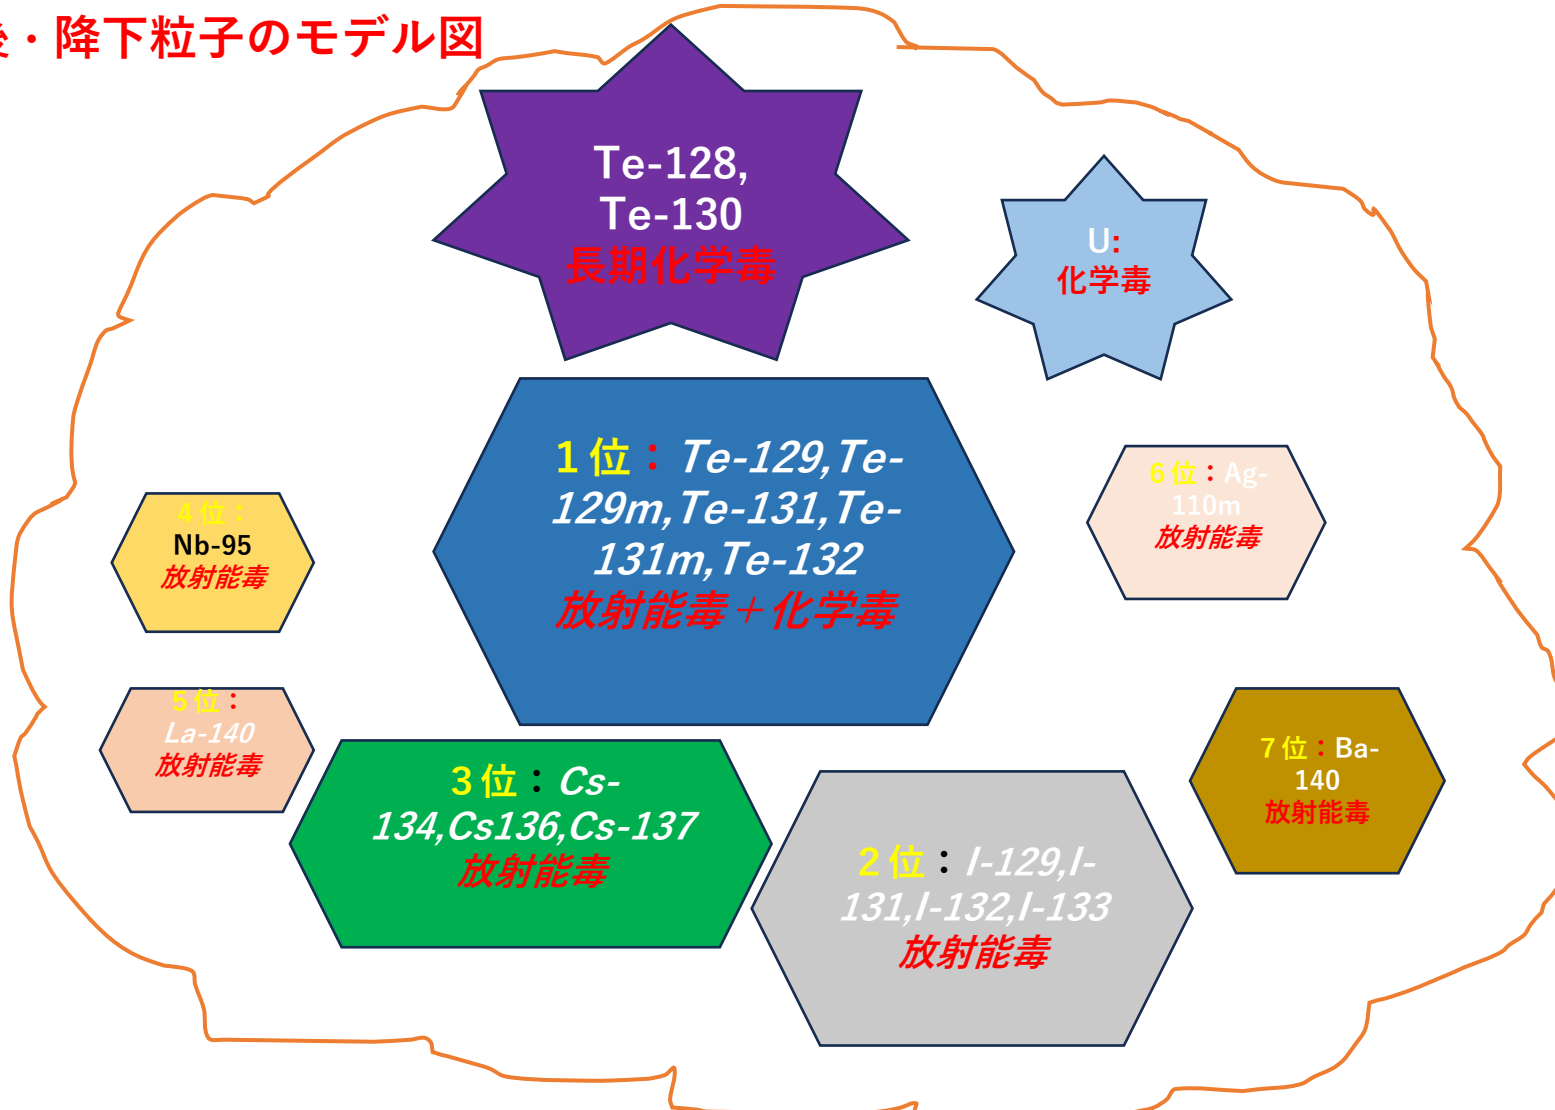 ・降下粒子のモデル図
Te-128,
Te-130
長期化学毒
U:
化学毒
1位：Te-129,Te-
129m,Te-131,Te-
131m,Te-132
放射能毒＋化学毒
6位：Ag-
110m
放射能毒
4位：
Nb-95
放射能毒
5位：
La-140
放射能毒
3位：Cs-
134,Cs136,Cs-137
放射能毒
2位：I-129,I-
131,I-132,I-133
放射能毒
7位：Ba-
140
放射能毒